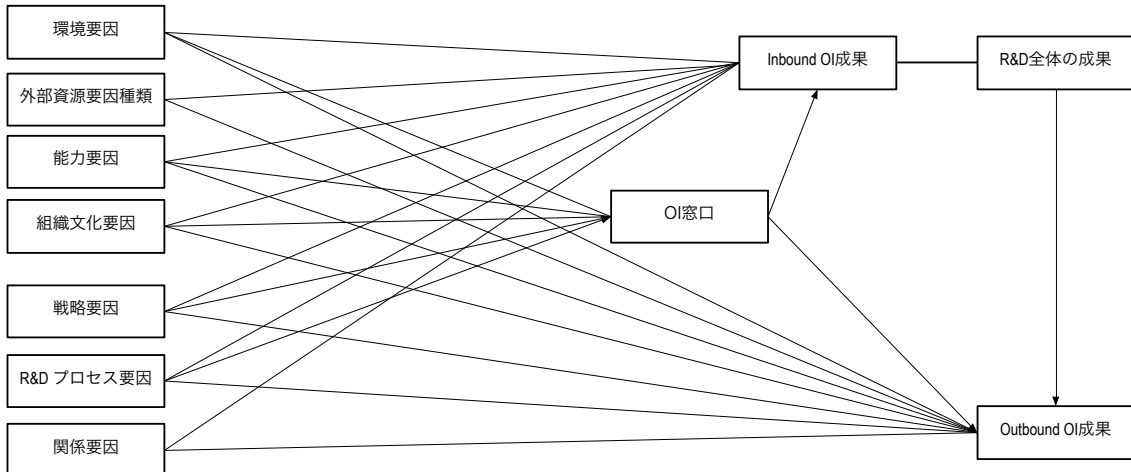 環境要因
外部資源要因種類
能力要因
組織文化要因
戦略要因
R&D プロセス要因
関係要因
OI窓口
Inbound OI成果
R&D全体の成果
Outbound OI成果